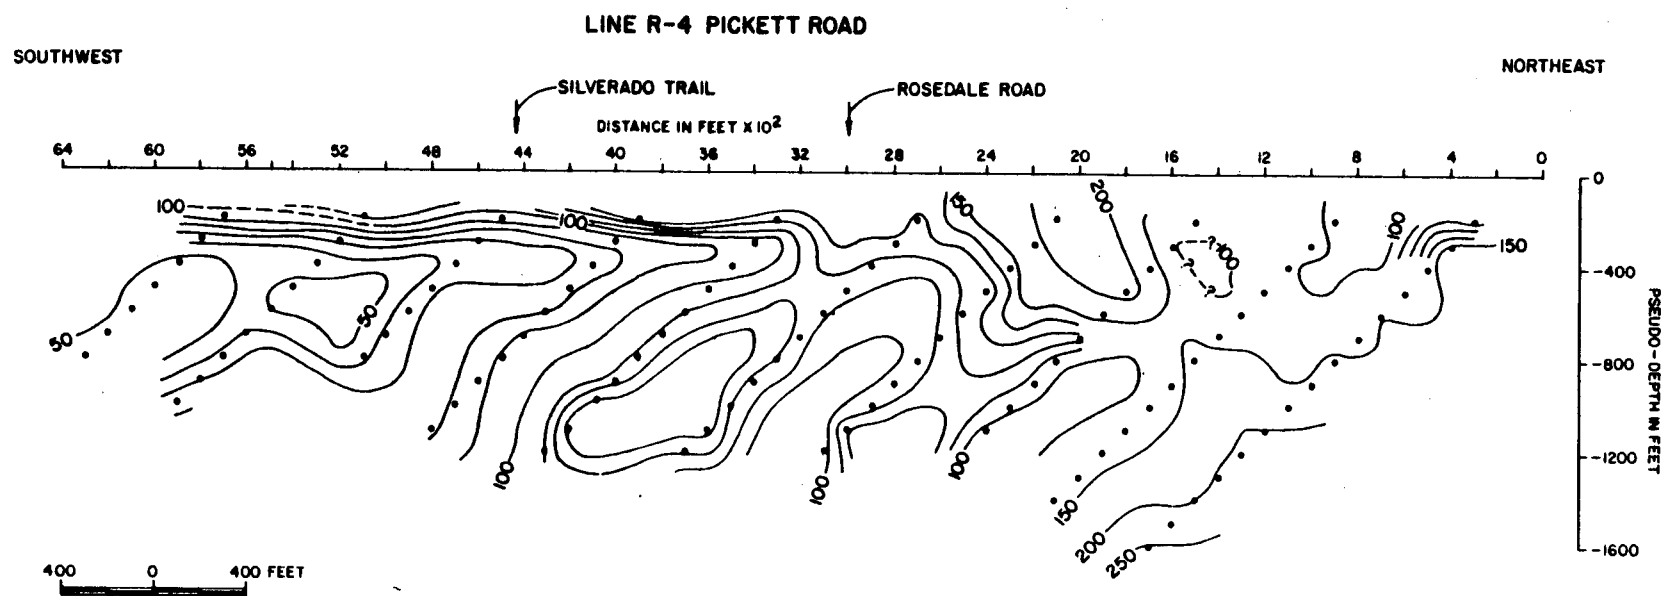 LINE R-4 PICKETT ROAD
SOUTHWEST
NORTHEAST
SILVERADO TRAIL
ROSEDALE ROAD
DISTANCE IN FEET X 10²
64 60 56 52 48 44 40 36 32 28 24 20 16 12 8 4 0
0
-400
-800
-1200
-1600
PSEUDO-DEPTH IN FEET
100
100
150
200
100
150
?
100
?
?
50
50
100
100
100
150
200
250
400 0 400 FEET